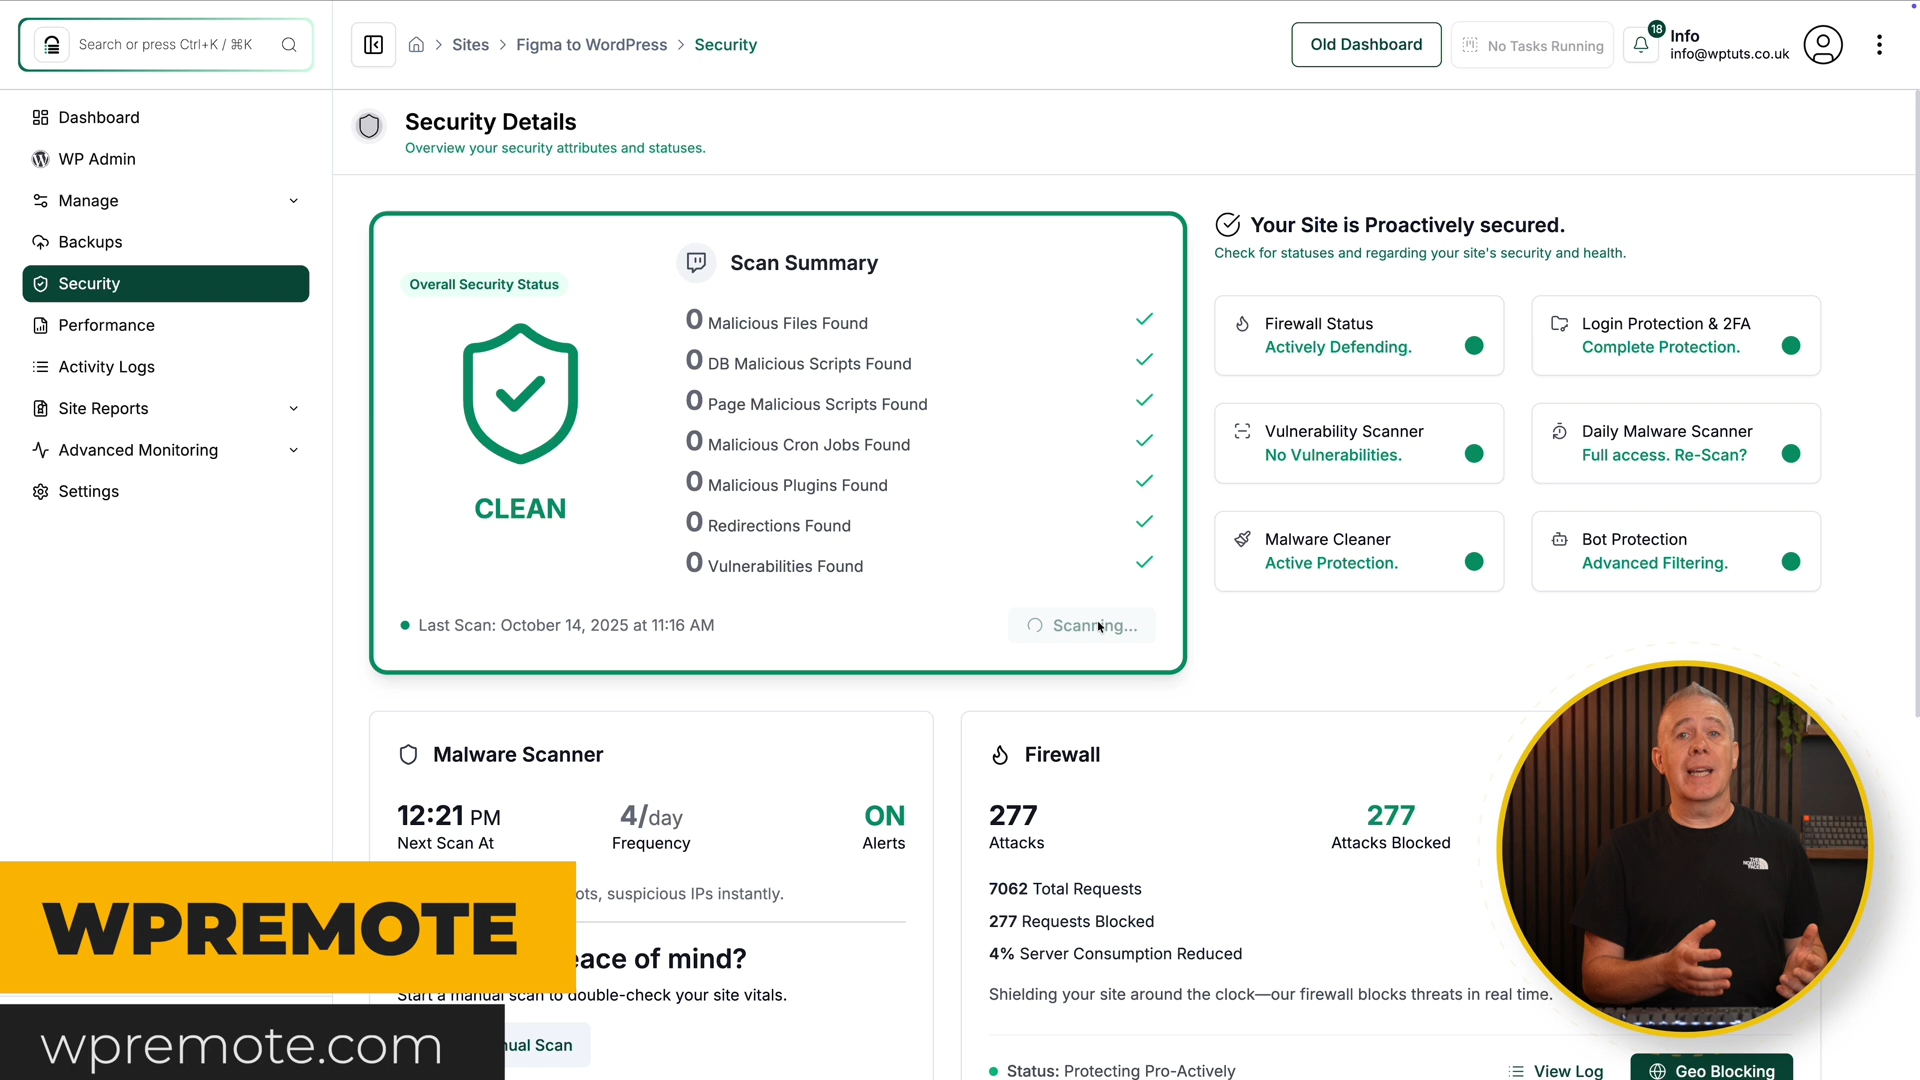 Search or press Ctrl+K / ⌘K
Sites
Figma to WordPress
Security
Old Dashboard
No Tasks Running
18
Info
info@wptuts.co.uk
Dashboard
WP Admin
Manage
Backups
Security
Performance
Activity Logs
Site Reports
Advanced Monitoring
Settings
Security Details
Overview your security attributes and statuses.
Overall Security Status
CLEAN
Scan Summary
0 Malicious Files Found
0 DB Malicious Scripts Found
0 Page Malicious Scripts Found
0 Malicious Cron Jobs Found
0 Malicious Plugins Found
0 Redirections Found
0 Vulnerabilities Found
Last Scan: October 14, 2025 at 11:16 AM
Scanning...
Your Site is Proactively secured.
Check for statuses and regarding your site's security and health.
Firewall Status
Actively Defending.
Login Protection & 2FA
Complete Protection.
Vulnerability Scanner
No Vulnerabilities.
Daily Malware Scanner
Full access. Re-Scan?
Malware Cleaner
Active Protection.
Bot Protection
Advanced Filtering.
Malware Scanner
12:21 PM
Next Scan At
4/day
Frequency
ON
Alerts
suspicious IPs instantly.
of mind?
Start a manual scan to double-check your site vitals.
Scan
Firewall
277
Attacks
277
Attacks Blocked
7062 Total Requests
277 Requests Blocked
4% Server Consumption Reduced
Shielding your site around the clock—our firewall blocks threats in real time.
Status: Protecting Pro-Actively
View Log
Geo Blocking
THE
NORTH
FACE
WPREMOTE
wpremote.com